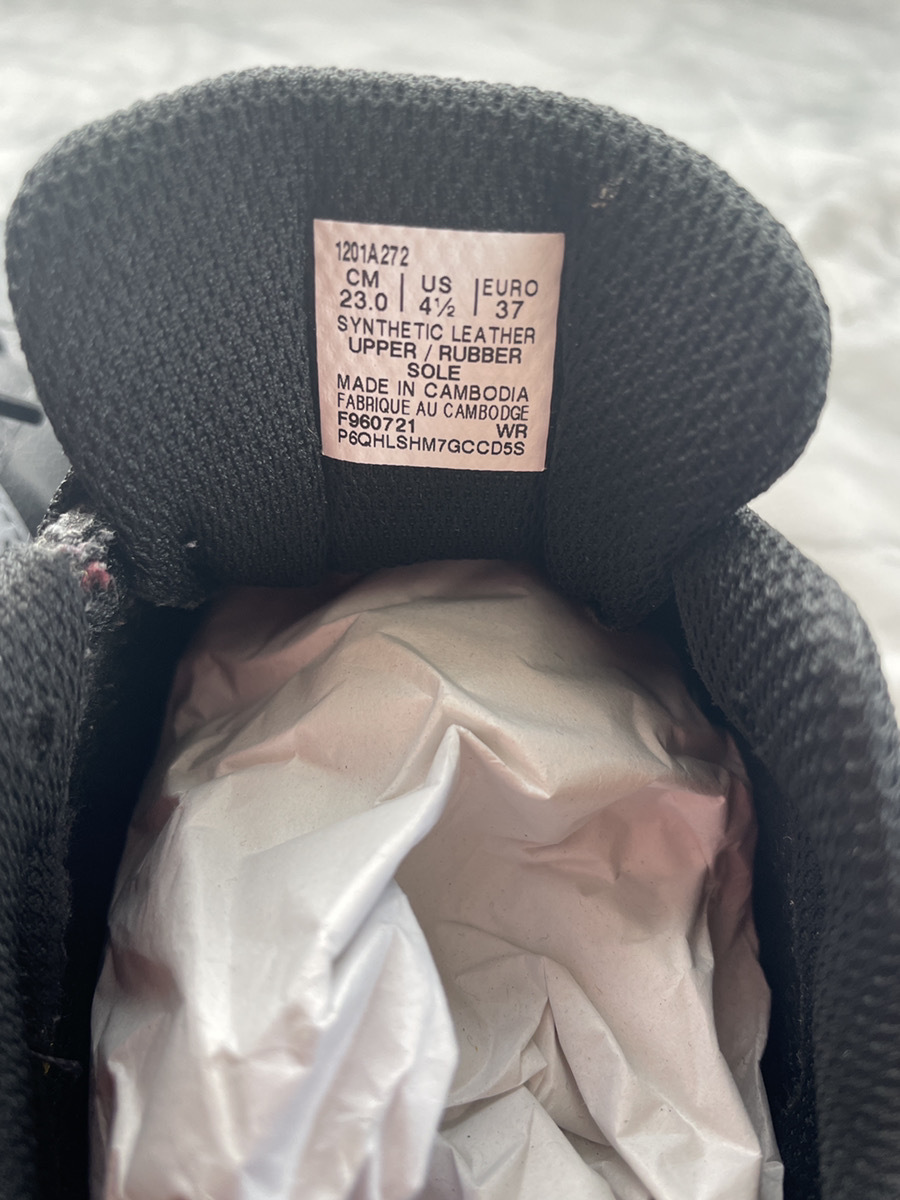 1201A272
CM | US | EURO
23.0 | 4½ | 37
SYNTHETIC LEATHER
UPPER / RUBBER
SOLE
MADE IN CAMBODIA
FABRIQUE AU CAMBODGE
F960721 WR
P6QHLSHM7GCCD5S